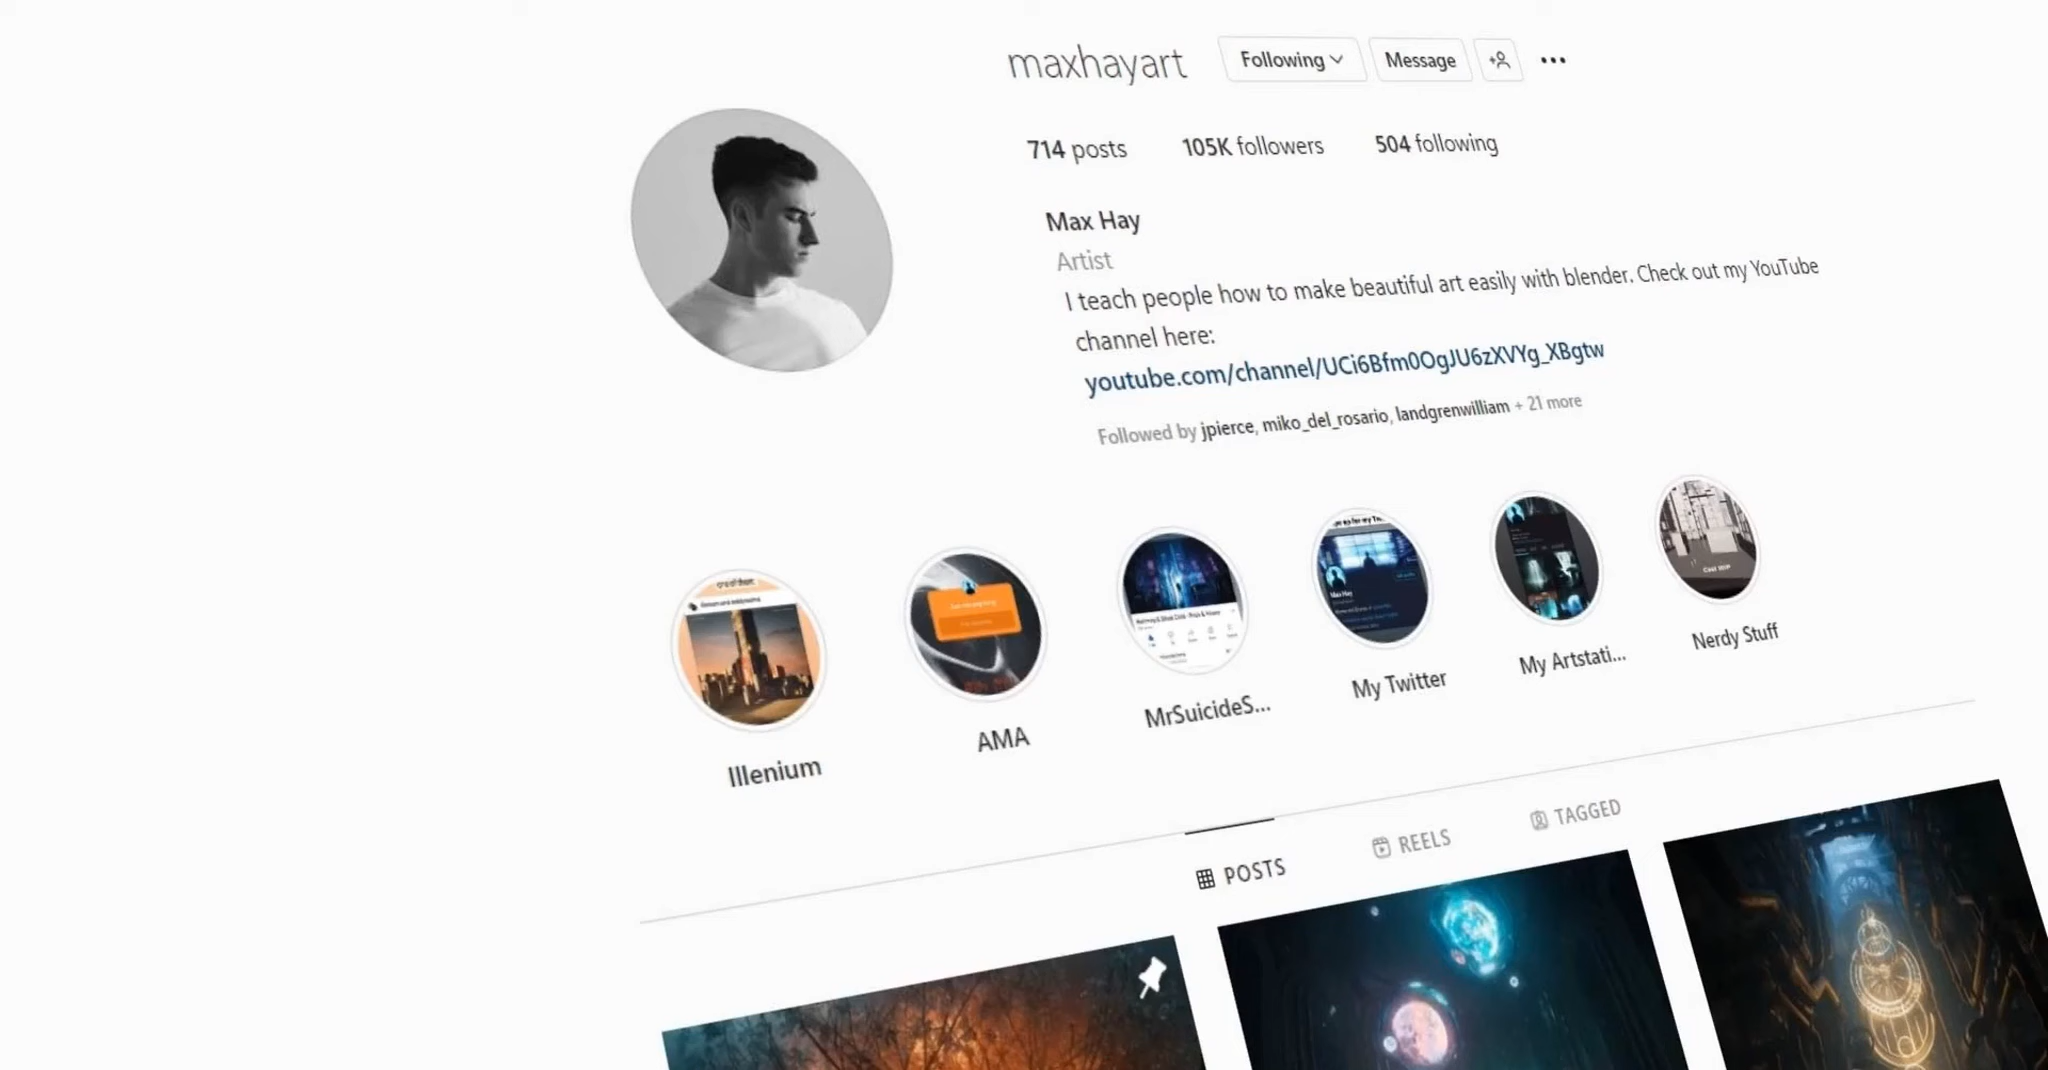 maxhayart Following Message
714 posts 105K followers 504 following
Max Hay
Artist
I teach people how to make beautiful art easily with blender. Check out my YouTube
channel here:
youtube.com/channel/UCi6Bfm0OgJU6zXVYg_XBgtw
Followed by jpierce, miko_del_rosario, landgrenwilliam + 21 more
Illenium
AMA
MrSuicideS...
My Twitter
My Artstati...
Nerdy Stuff
POSTS
REELS
TAGGED